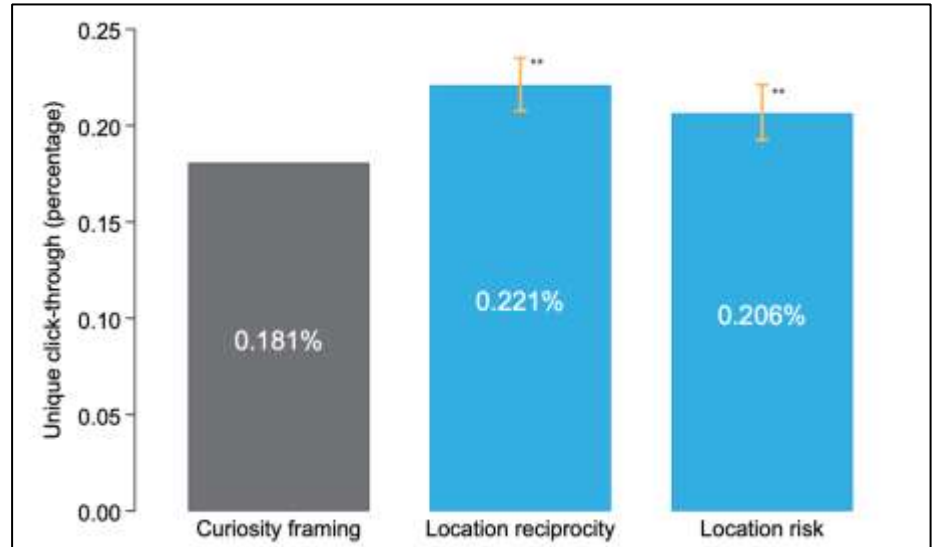 Unique click-through (percentage)
0.25
0.20
0.15
0.10
0.05
0.00
**
**
0.181%
0.221%
0.206%
Curiosity framing
Location reciprocity
Location risk